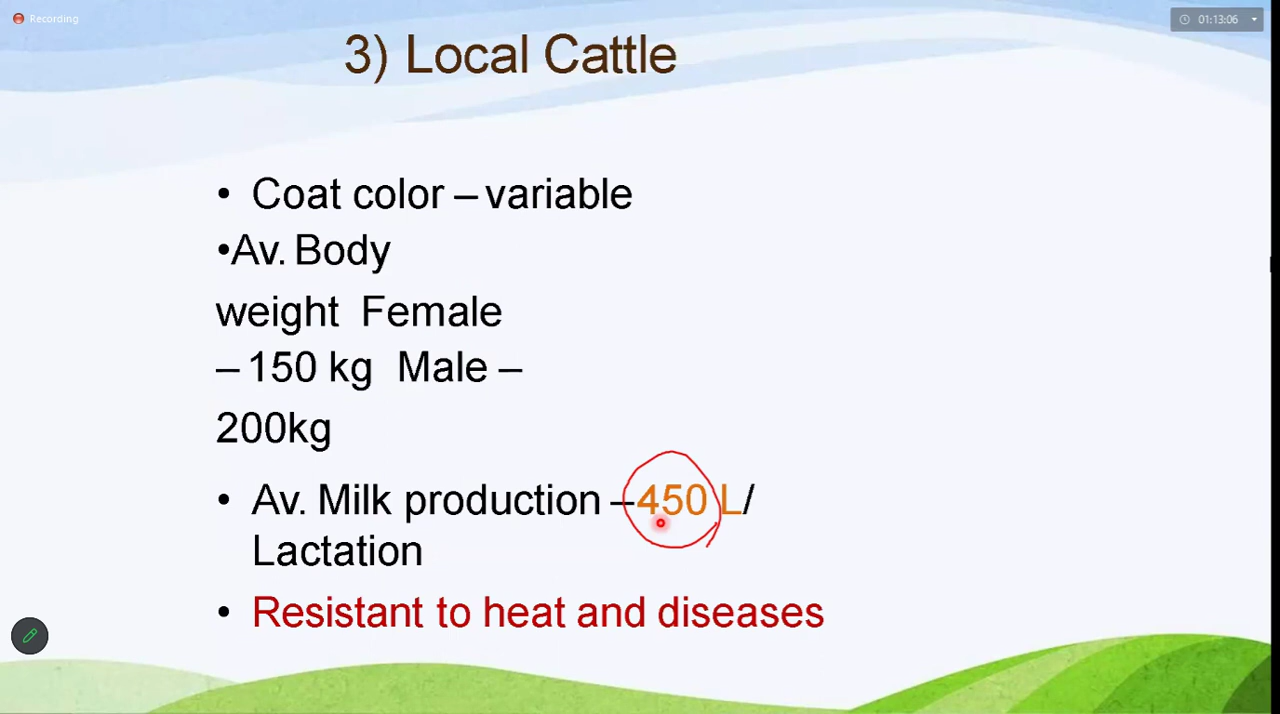 Recording
01:13:06
3) Local Cattle
• Coat color – variable
•Av. Body
weight Female
– 150 kg Male –
200kg
• Av. Milk production –450 L/
Lactation
• Resistant to heat and diseases